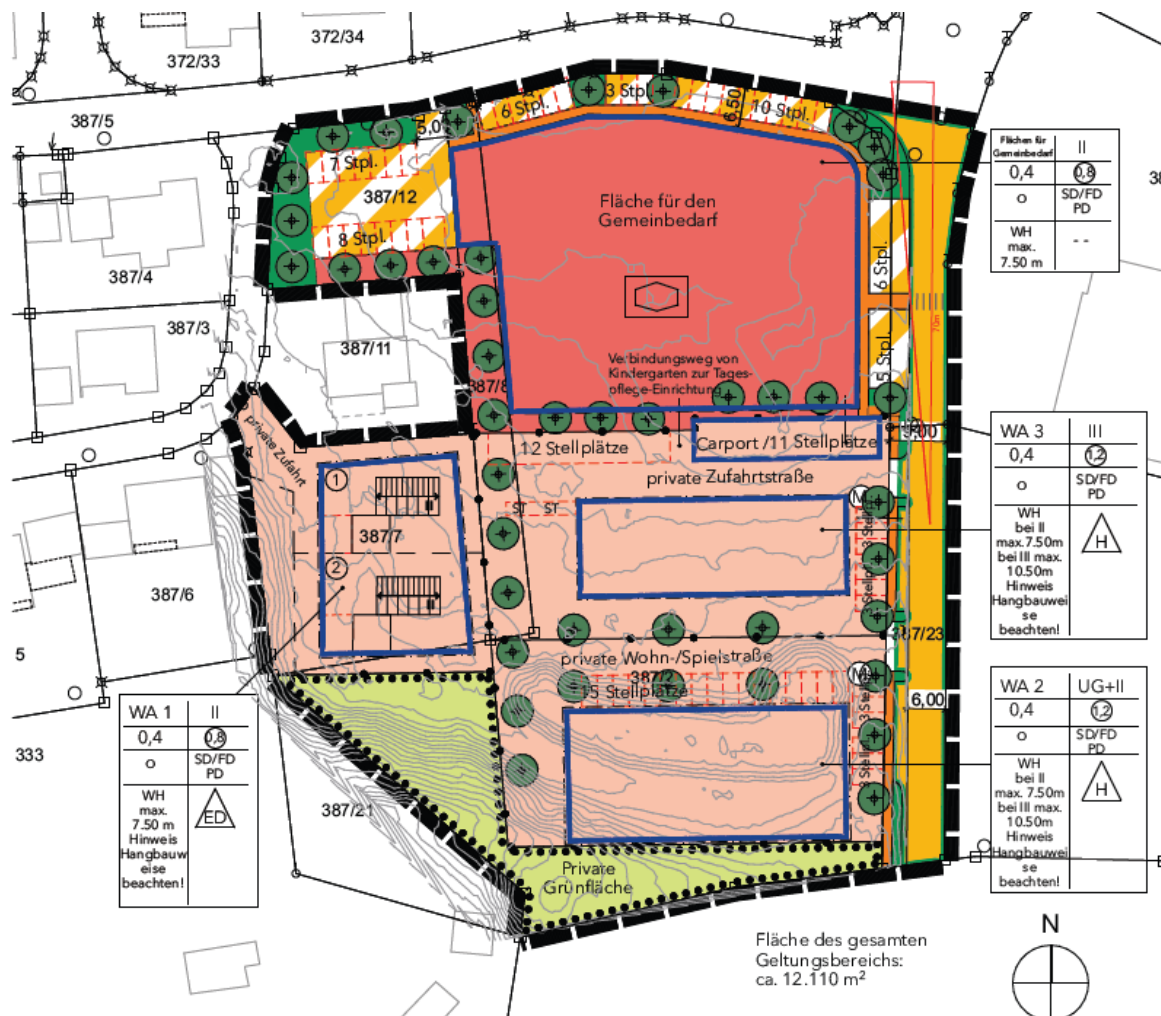 372/33
372/34
387/5
6 Stpl.
3 Stpl.
10 Stpl.
6,50
5,0
7 Stpl.
387/12
8 Stpl.
Fläche für den
Gemeinbedarf
Flächen für
Gemeinbedarf
II
0,4
0,8
o
SD/FD
PD
WH
max.
7.50 m
- -
387/4
387/3
387/11
387/8
6 Stpl.
5 Stpl.
70m
Verbindungsweg von
Kindergarten zur Tages-
pflege-Einrichtung
private Zufahrt
12 Stellplätze
Carport /11 Stellplätze
private Zufahrtstraße
WA 3
III
0,4
1,2
o
SD/FD
PD
WH
bei II
max.7.50m
bei III max.
10.50m
Hinweis
Hangbauwei
se
beachten!
H
1
387/7
2
ST
ST
M
387/6
5
333
387/23
private Wohn-/Spielstraße
387/2
15 Stellplätze
M
6,00
WA 1
II
0,4
0,8
o
SD/FD
PD
WH
max.
7.50 m
Hinweis
Hangbauw
eise
beachten!
ED
WA 2
UG+II
0,4
1,2
o
SD/FD
PD
WH
bei II
max. 7.50m
bei III max.
10.50m
Hinweis
Hangbauwei
se
beachten!
H
387/21
Private
Grünfläche
Fläche des gesamten
Geltungsbereichs:
ca. 12.110 m²
N